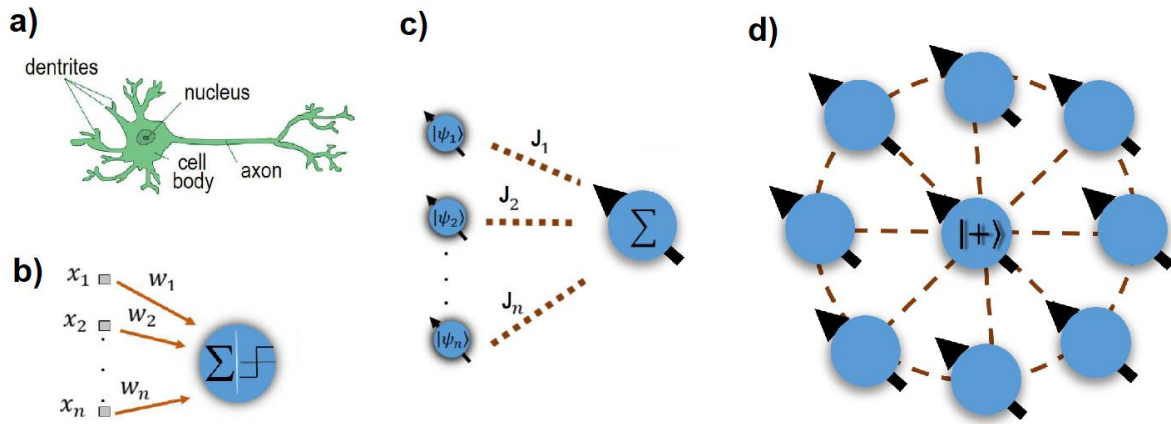 a)
dentrites
nucleus
cell
body
axon
b)
x₁
w₁
x₂
w₂
xₙ
wₙ
Σ
c)
|ψ₁⟩
J₁
|ψ₂⟩
J₂
Σ
|ψₙ⟩
Jₙ
d)
|+⟩